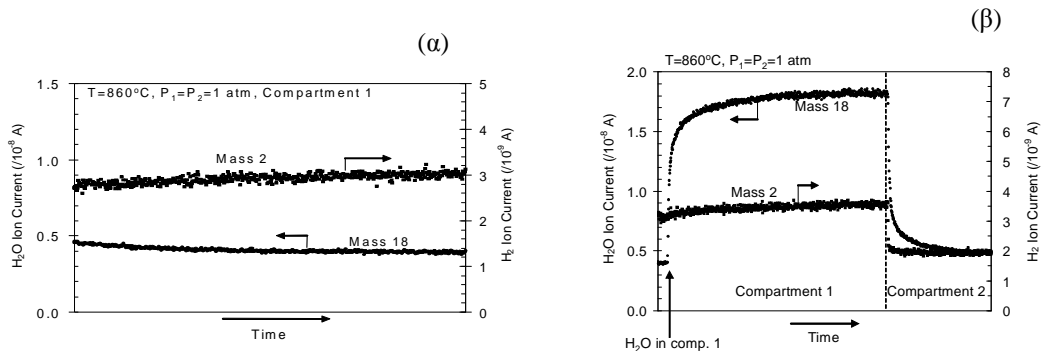 (α)
T=860°C, P₁=P₂=1 atm, Compartment 1
1.5
1.0
0.5
0.0
H₂O Ion Current (/10⁻⁸ A)
5
4
3
2
1
0
H₂ Ion Current (/10⁻⁹ A)
Mass 2
Mass 18
Time
(β)
T=860°C, P₁=P₂=1 atm
2.0
1.5
1.0
0.5
0.0
H₂O Ion Current (/10⁻⁸ A)
8
7
6
5
4
3
2
1
0
H₂ Ion Current (/10⁻⁹ A)
Mass 18
Mass 2
Compartment 1
Compartment 2
H₂O in comp. 1
Time